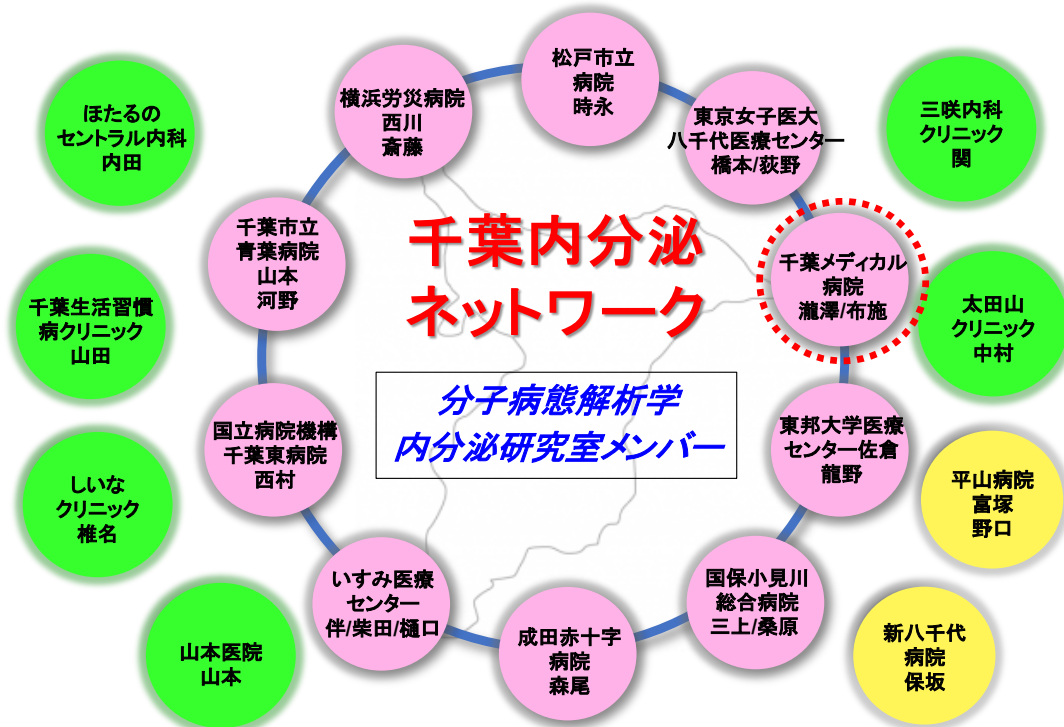 松戸市立
病院
時永
横浜労災病院
西川
斎藤
東京女子医大
八千代医療センター
橋本/荻野
ほたるの
セントラル内科
内田
三咲内科
クリニック
関
千葉市立
青葉病院
山本
河野
千葉内分泌
ネットワーク
千葉メディカル
病院
瀧澤/布施
千葉生活習慣
病クリニック
山田
太田山
クリニック
中村
分子病態解析学
内分泌研究室メンバー
国立病院機構
千葉東病院
西村
東邦大学医療
センター佐倉
龍野
しいな
クリニック
椎名
平山病院
富塚
野口
いすみ医療
センター
伴/柴田/樋口
国保小見川
総合病院
三上/桑原
山本医院
山本
成田赤十字
病院
森尾
新八千代
病院
保坂